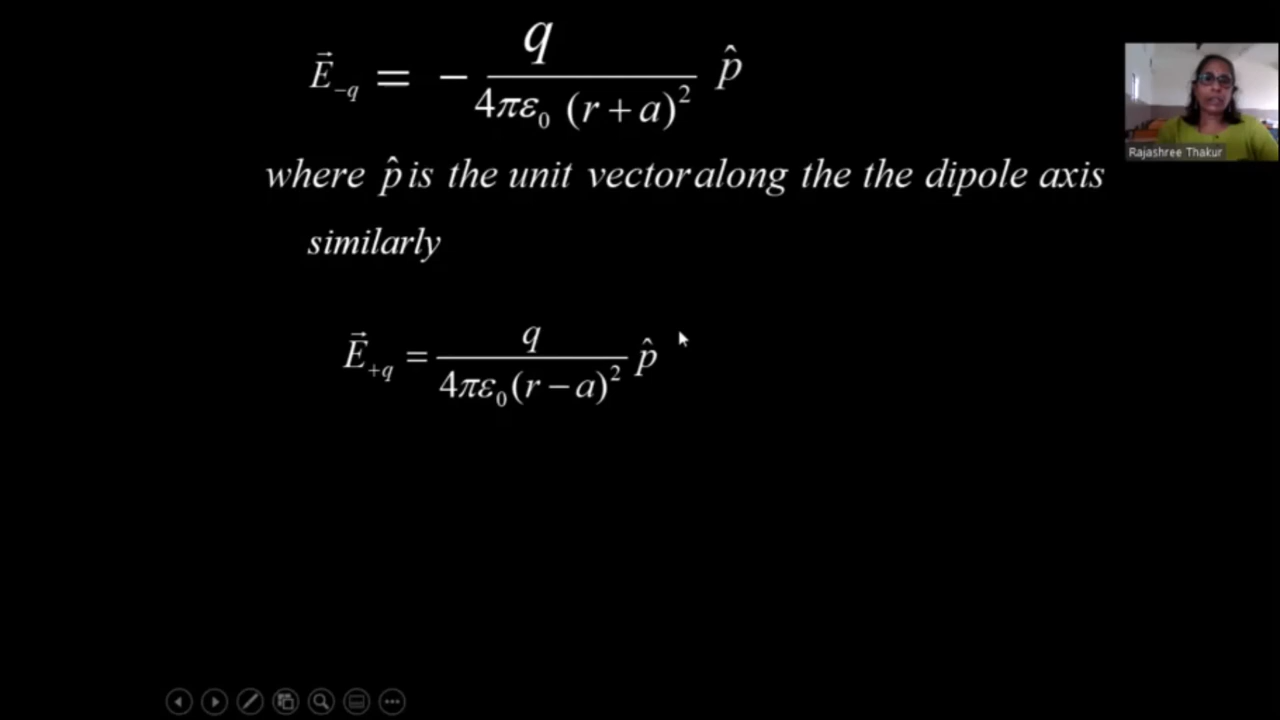 E⃗₋q = − q / 4πε₀ (r + a)² p̂
Rajashree Thakur
where p̂ is the unit vector along the the dipole axis
similarly
E⃗₊q = q / 4πε₀(r − a)² p̂